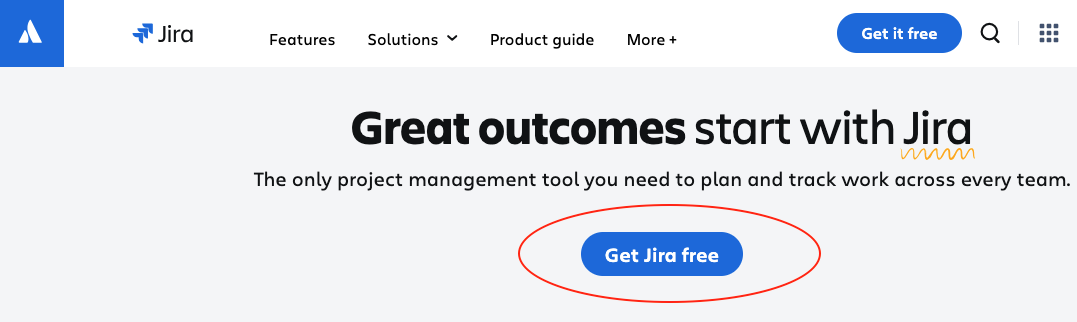 Jira
Features Solutions Product guide More + Get it free
Great outcomes start with Jira
The only project management tool you need to plan and track work across every team.
Get Jira free